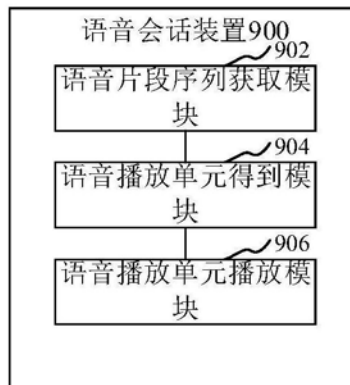 语音会话装置900
902
语音片段序列获取模
块
904
语音播放单元得到模
块
906
语音播放单元播放模
块